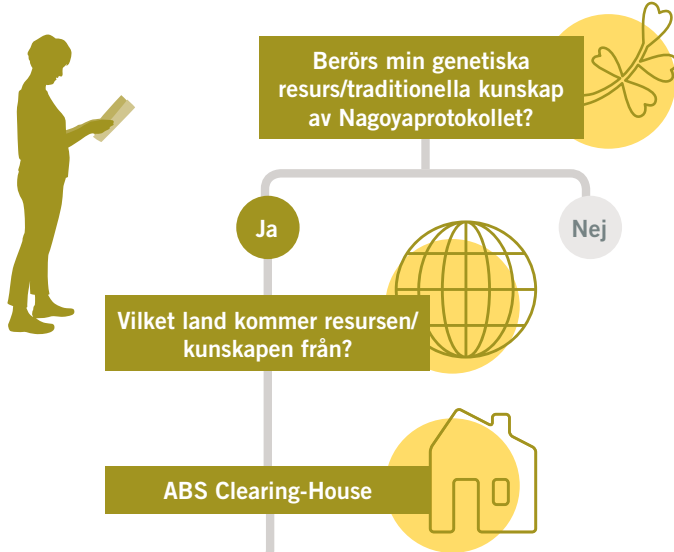 Berörs min genetiska
resurs/traditionella kunskap
av Nagoyaprotokollet?
Ja
Nej
Vilket land kommer resursen/
kunskapen från?
ABS Clearing-House